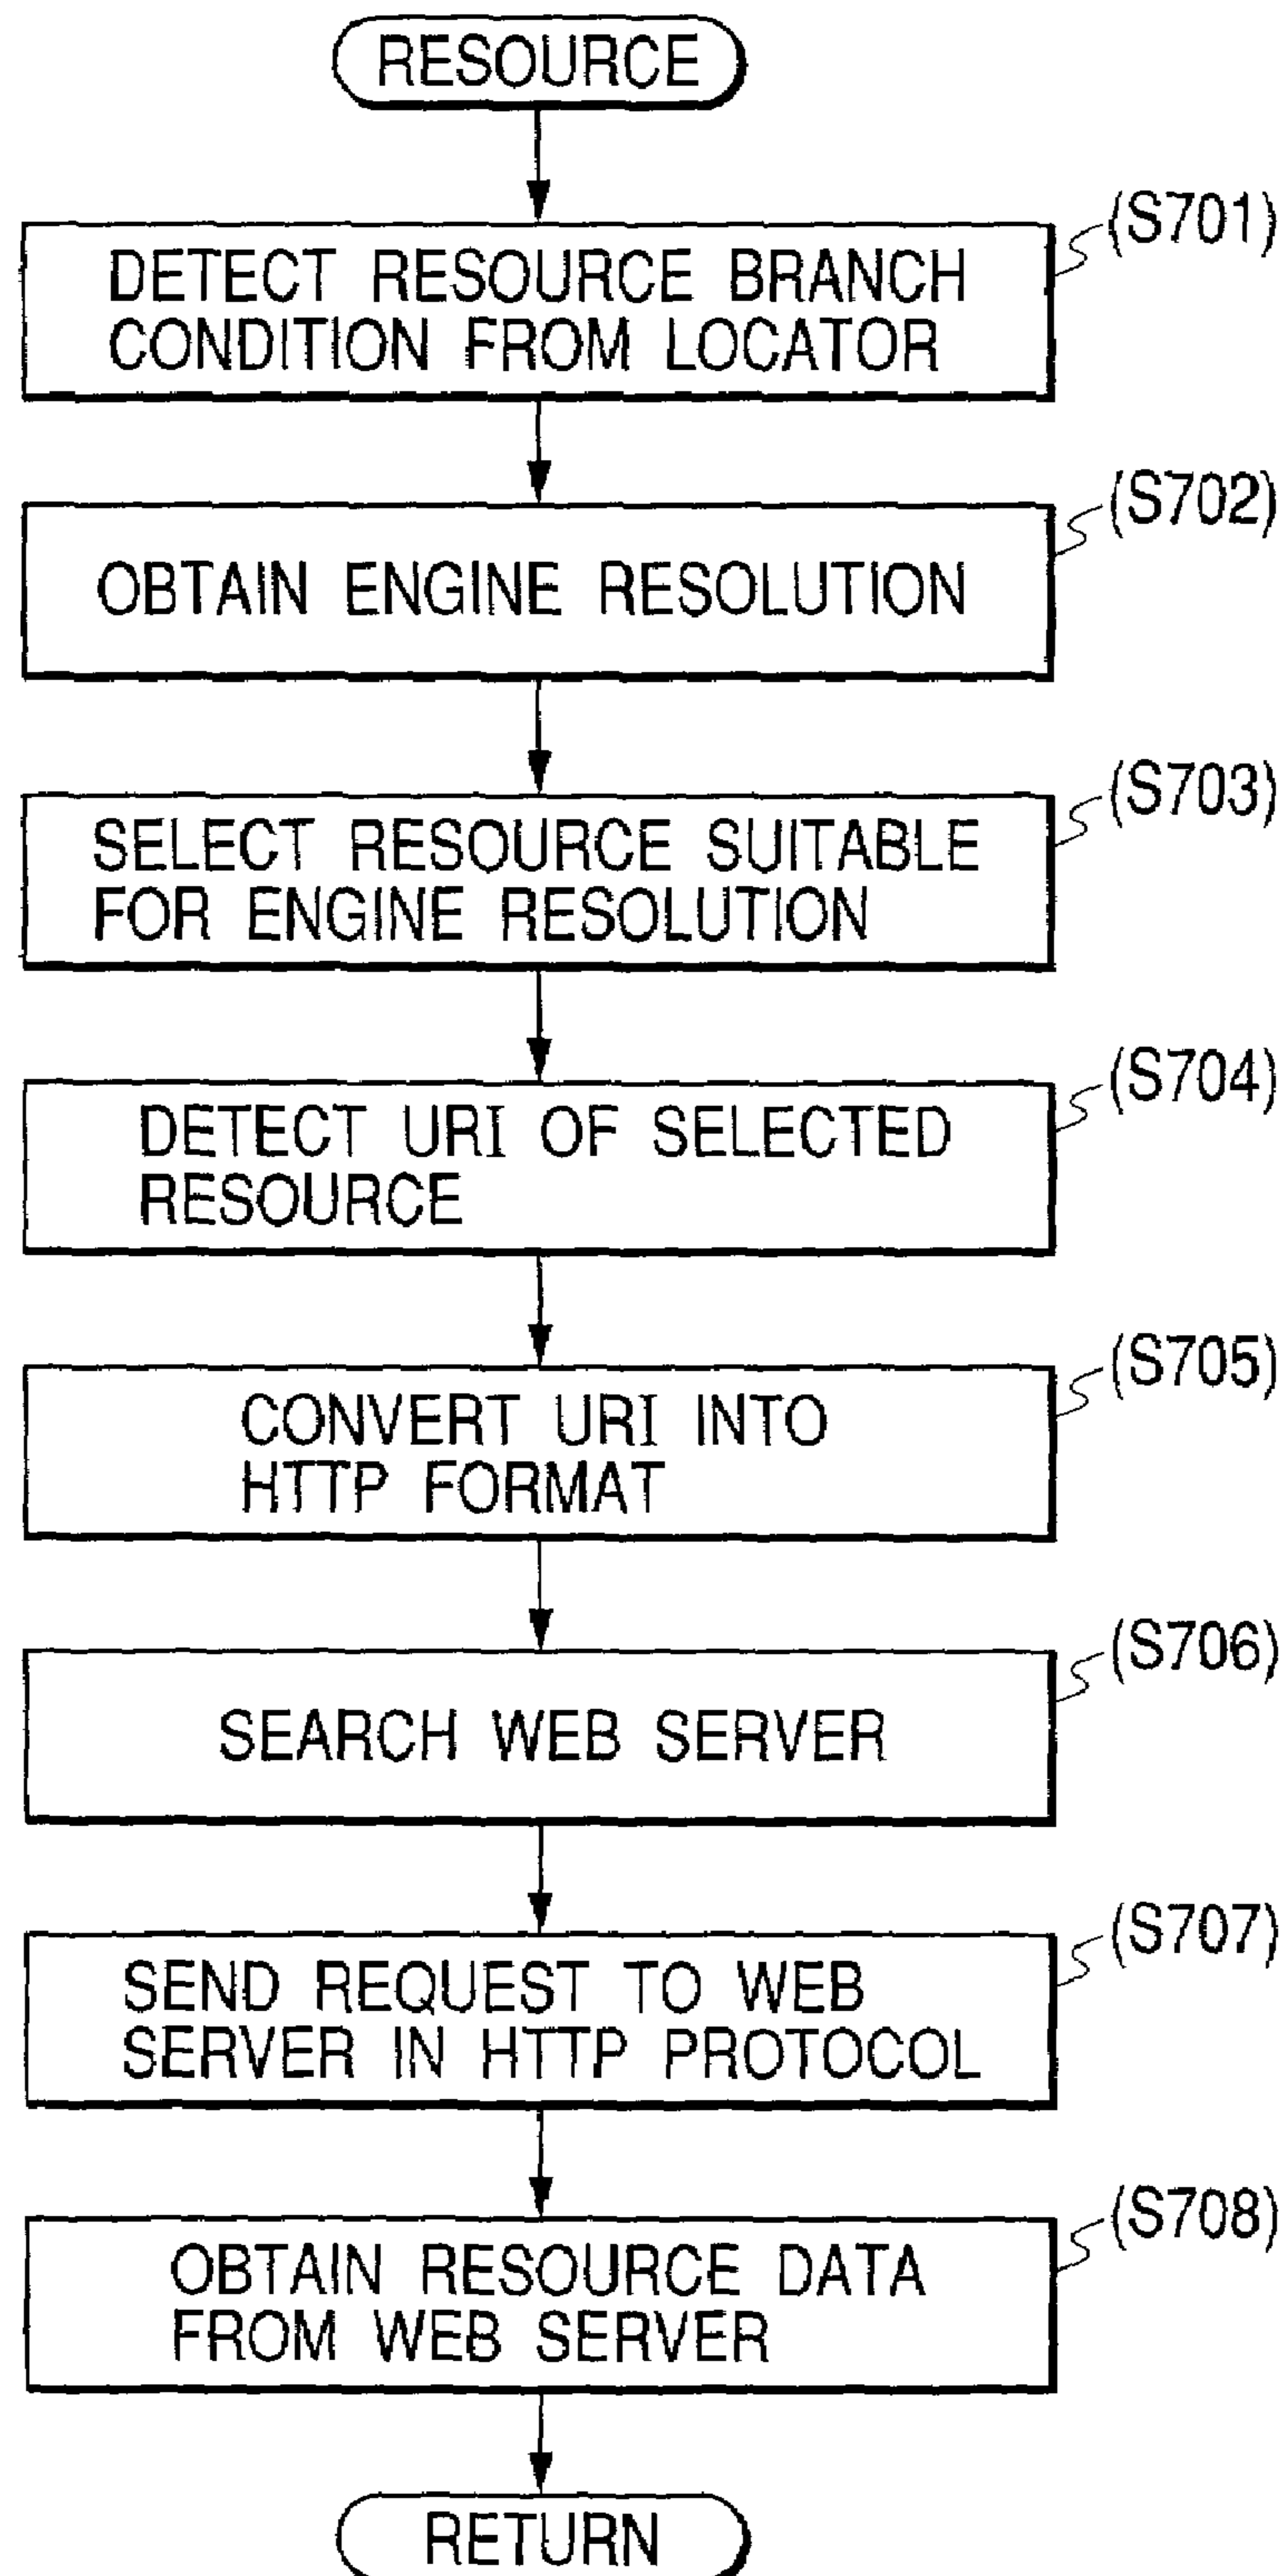 RESOURCE
(S701)
DETECT RESOURCE BRANCH
CONDITION FROM LOCATOR
(S702)
OBTAIN ENGINE RESOLUTION
(S703)
SELECT RESOURCE SUITABLE
FOR ENGINE RESOLUTION
(S704)
DETECT URI OF SELECTED
RESOURCE
(S705)
CONVERT URI INTO
HTTP FORMAT
(S706)
SEARCH WEB SERVER
(S707)
SEND REQUEST TO WEB
SERVER IN HTTP PROTOCOL
(S708)
OBTAIN RESOURCE DATA
FROM WEB SERVER
RETURN